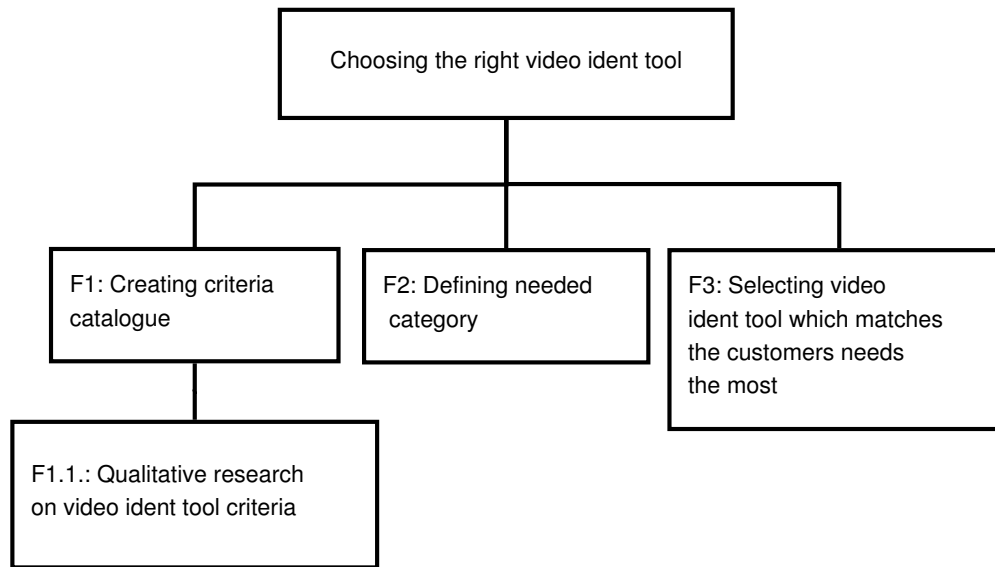 Choosing the right video ident tool
F1: Creating criteria
catalogue
F2: Defining needed
category
F3: Selecting video
ident tool which matches
the customers needs
the most
F1.1.: Qualitative research
on video ident tool criteria